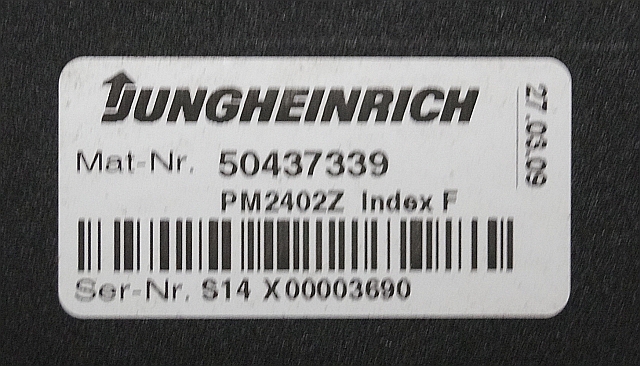 JUNGHEINRICH
Mat-Nr. 50437339
PM2402Z Index F
Ser-Nr. S14 X00003690
27.03.09